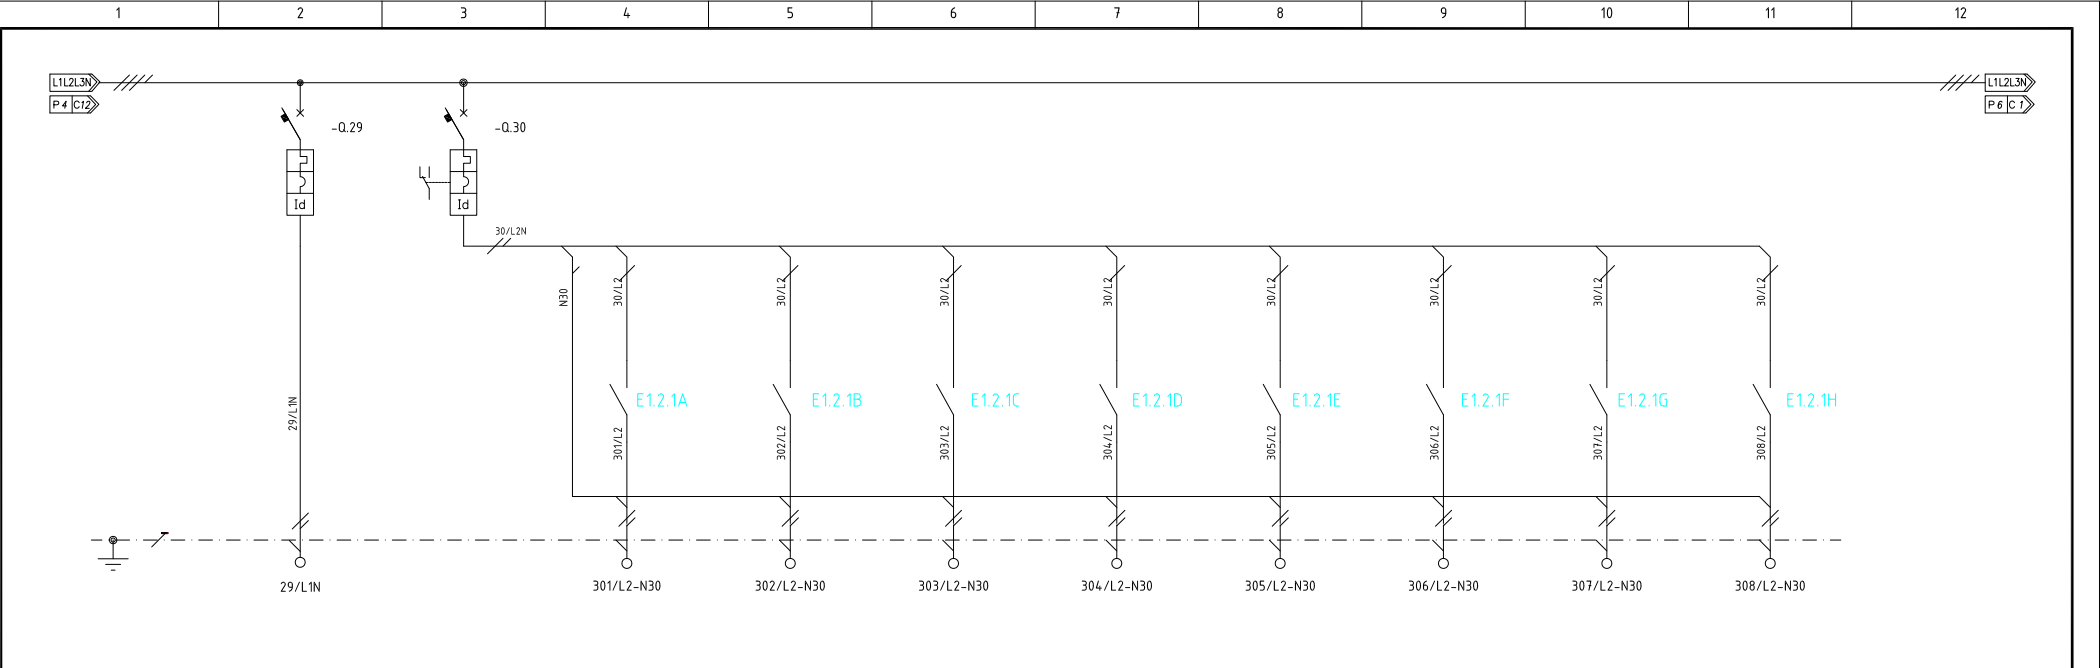 1 2 3 4 5 6 7 8 9 10 11 12
L1L2L3N L1L2L3N
P 4 C12 P 6 C 1
-Q.29 -Q.30
Id Id
30/L2N
N30 30/L2 30/L2 30/L2 30/L2 30/L2 30/L2 30/L2 30/L2
E1.2.1A E1.2.1B E1.2.1C E1.2.1D E1.2.1E E1.2.1F E1.2.1G E1.2.1H
29/L1N 301/L2 302/L2 303/L2 304/L2 305/L2 306/L2 307/L2 308/L2
29/L1N 301/L2-N30 302/L2-N30 303/L2-N30 304/L2-N30 305/L2-N30 306/L2-N30 307/L2-N30 308/L2-N30